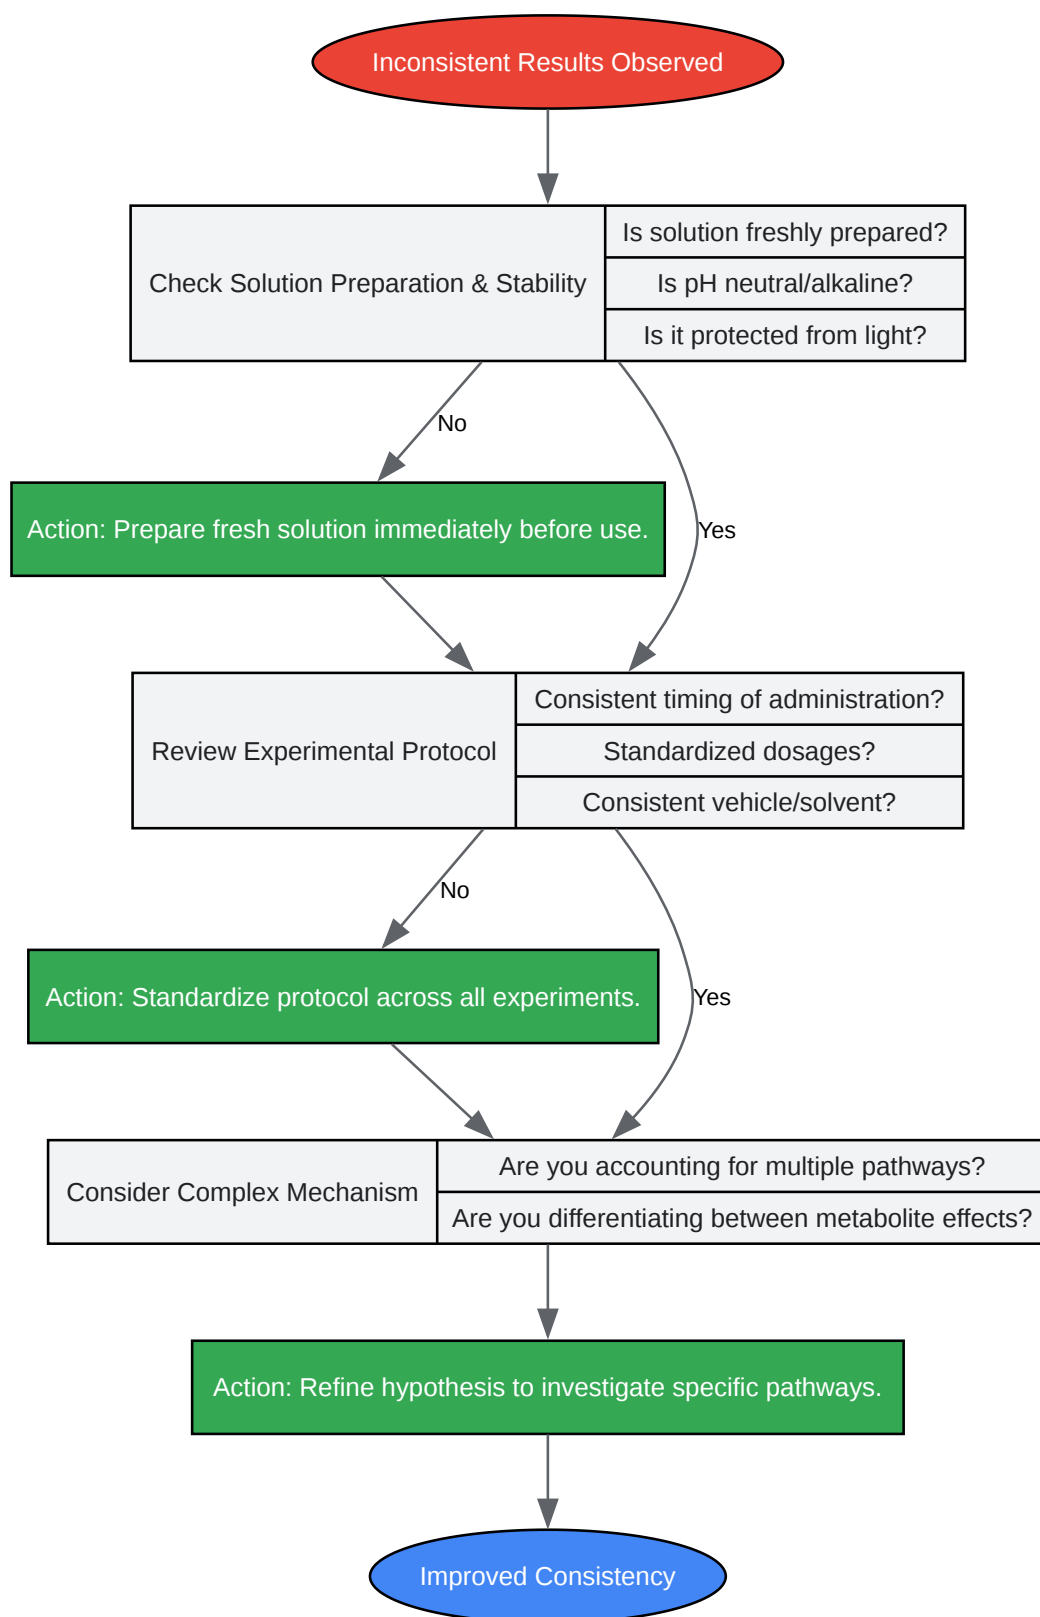 Inconsistent Results Observed
Check Solution Preparation & Stability
Is solution freshly prepared?
Is pH neutral/alkaline?
Is it protected from light?
No
Yes
Action: Prepare fresh solution immediately before use.
Review Experimental Protocol
Consistent timing of administration?
Standardized dosages?
Consistent vehicle/solvent?
No
Yes
Action: Standardize protocol across all experiments.
Consider Complex Mechanism
Are you accounting for multiple pathways?
Are you differentiating between metabolite effects?
Action: Refine hypothesis to investigate specific pathways.
Improved Consistency